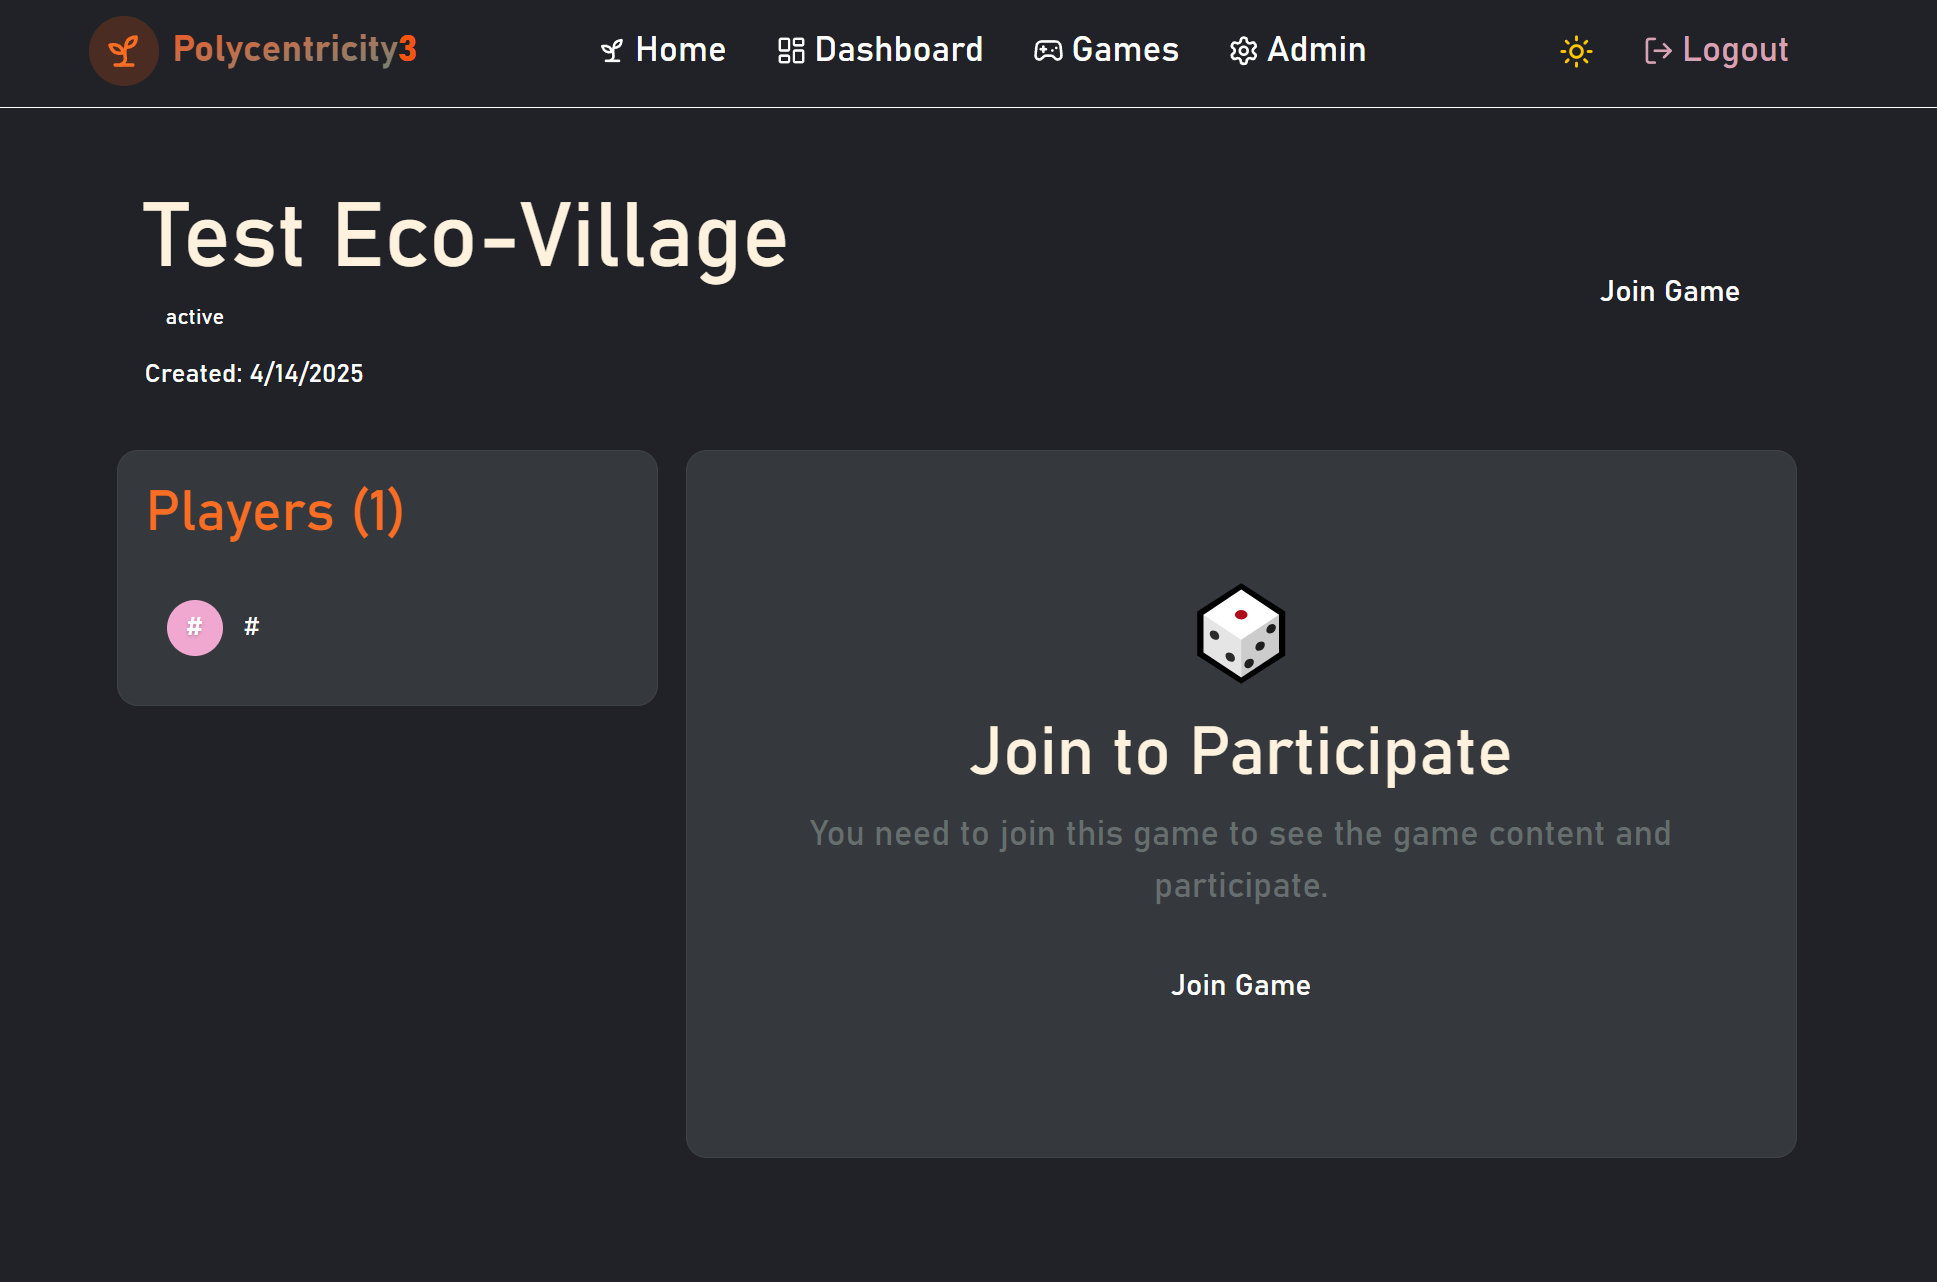 Polycentricity3
Home
Dashboard
Games
Admin
Logout
Test Eco-Village
active
Created: 4/14/2025
Join Game
Players (1)
#
#
Join to Participate
You need to join this game to see the game content and
participate.
Join Game